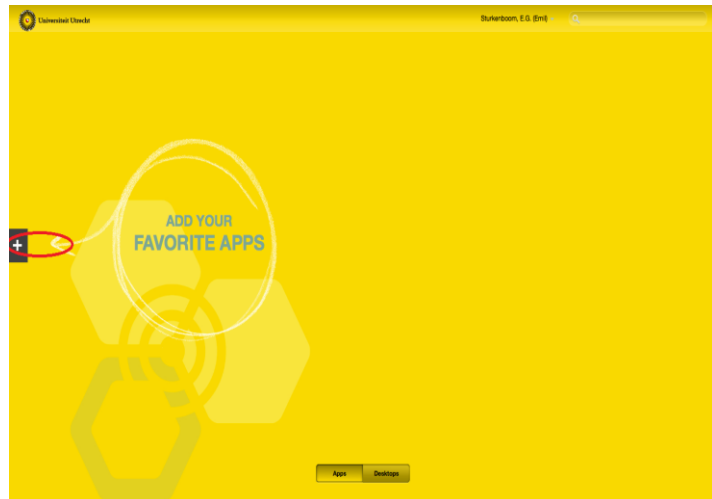 Universiteit Utrecht
Sturkenboom, E.G. (Emil)
ADD YOUR
FAVORITE APPS
Apps
Desktops